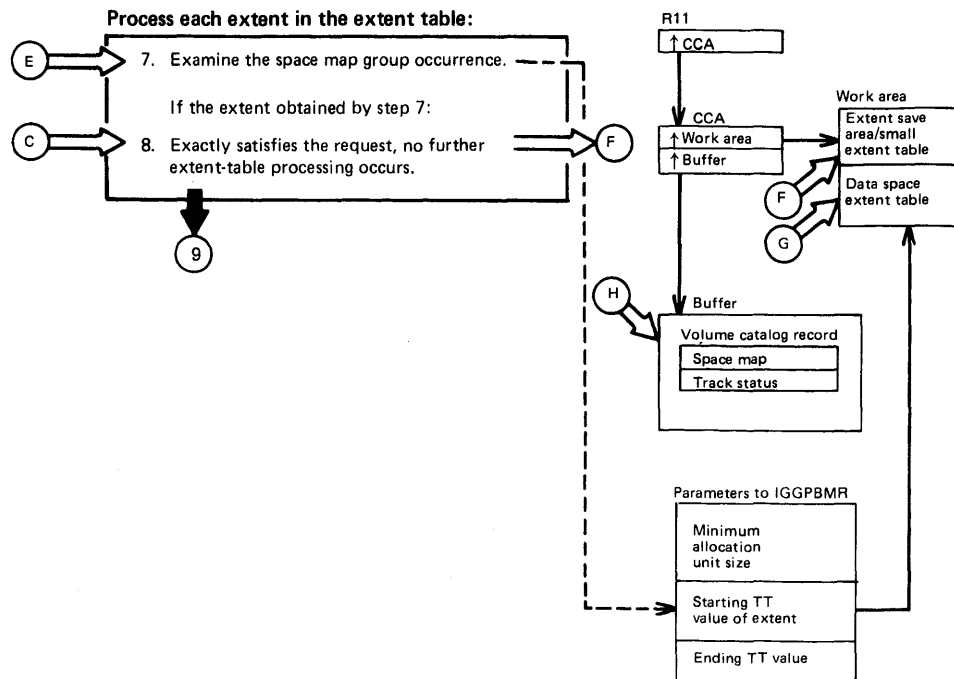 Process each extent in the extent table:
E
7. Examine the space map group occurrence.
If the extent obtained by step 7:
C
8. Exactly satisfies the request, no further
extent-table processing occurs.
F
9
R11
↑ CCA
CCA
↑ Work area
↑ Buffer
Work area
Extent save
area/small
extent table
Data space
extent table
F
G
H
Buffer
Volume catalog record
Space map
Track status
Parameters to IGGPBMR
Minimum
allocation
unit size
Starting TT
value of extent
Ending TT value